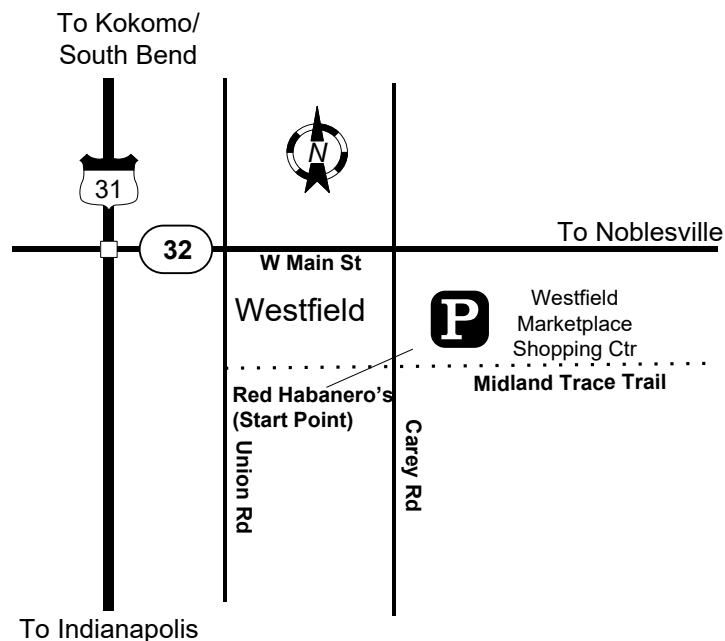 To Kokomo/
South Bend
N
31
32
To Noblesville
W Main St
Westfield
P
Westfield
Marketplace
Shopping Ctr
Midland Trace Trail
Red Habanero’s
(Start Point)
Union Rd
Carey Rd
To Indianapolis